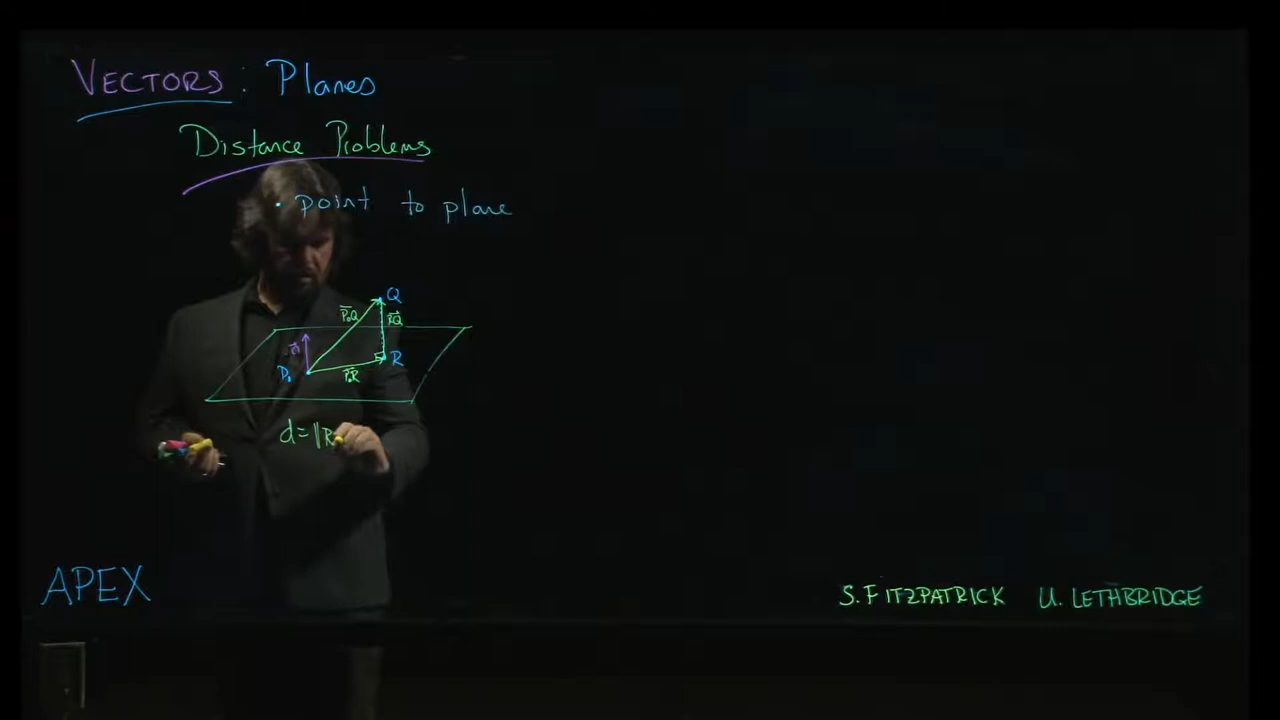 VECTORS: Planes
Distance Problems
• point to plane
Q
P₀Q
RQ
n
R
P₀
P₀R
d = ‖R
APEX
S. FITZPATRICK U. LETHBRIDGE